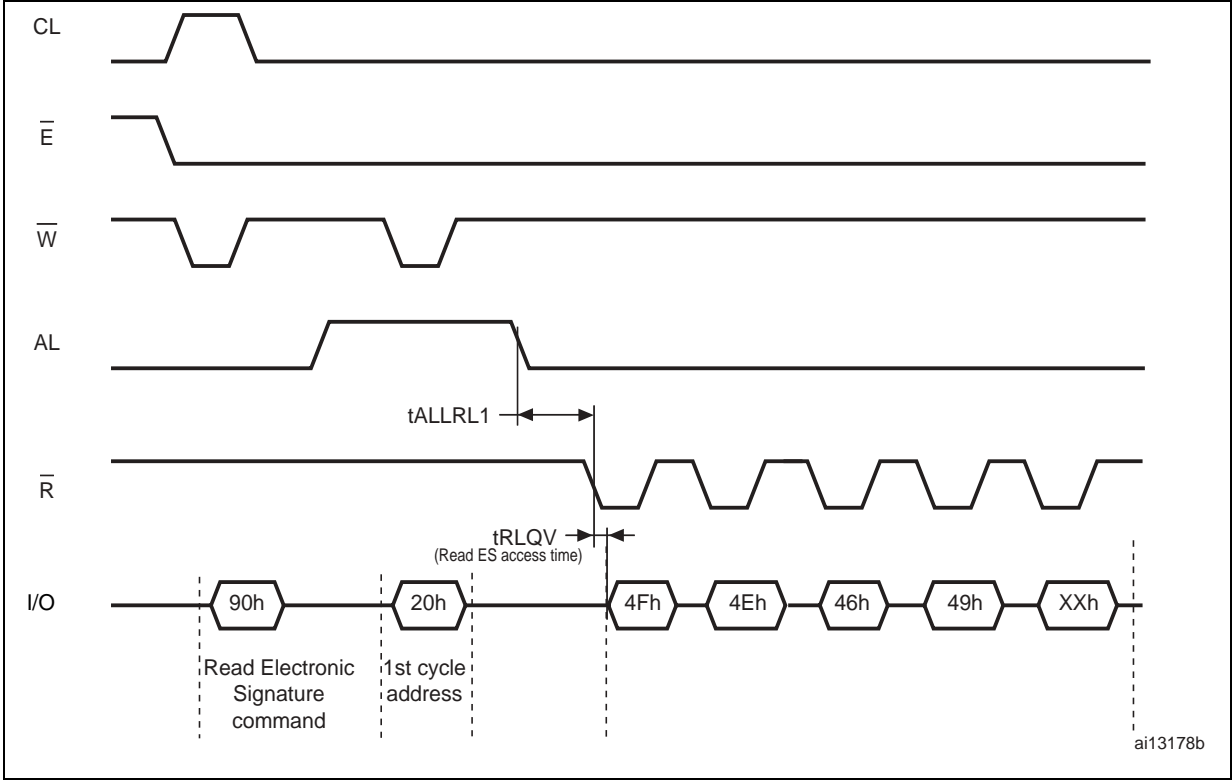 CL
E
W
AL
tALLRL1
R
tRLQV
(Read ES access time)
I/O
90h
20h
4Fh
4Eh
46h
49h
XXh
Read Electronic
Signature
command
1st cycle
address
ai13178b